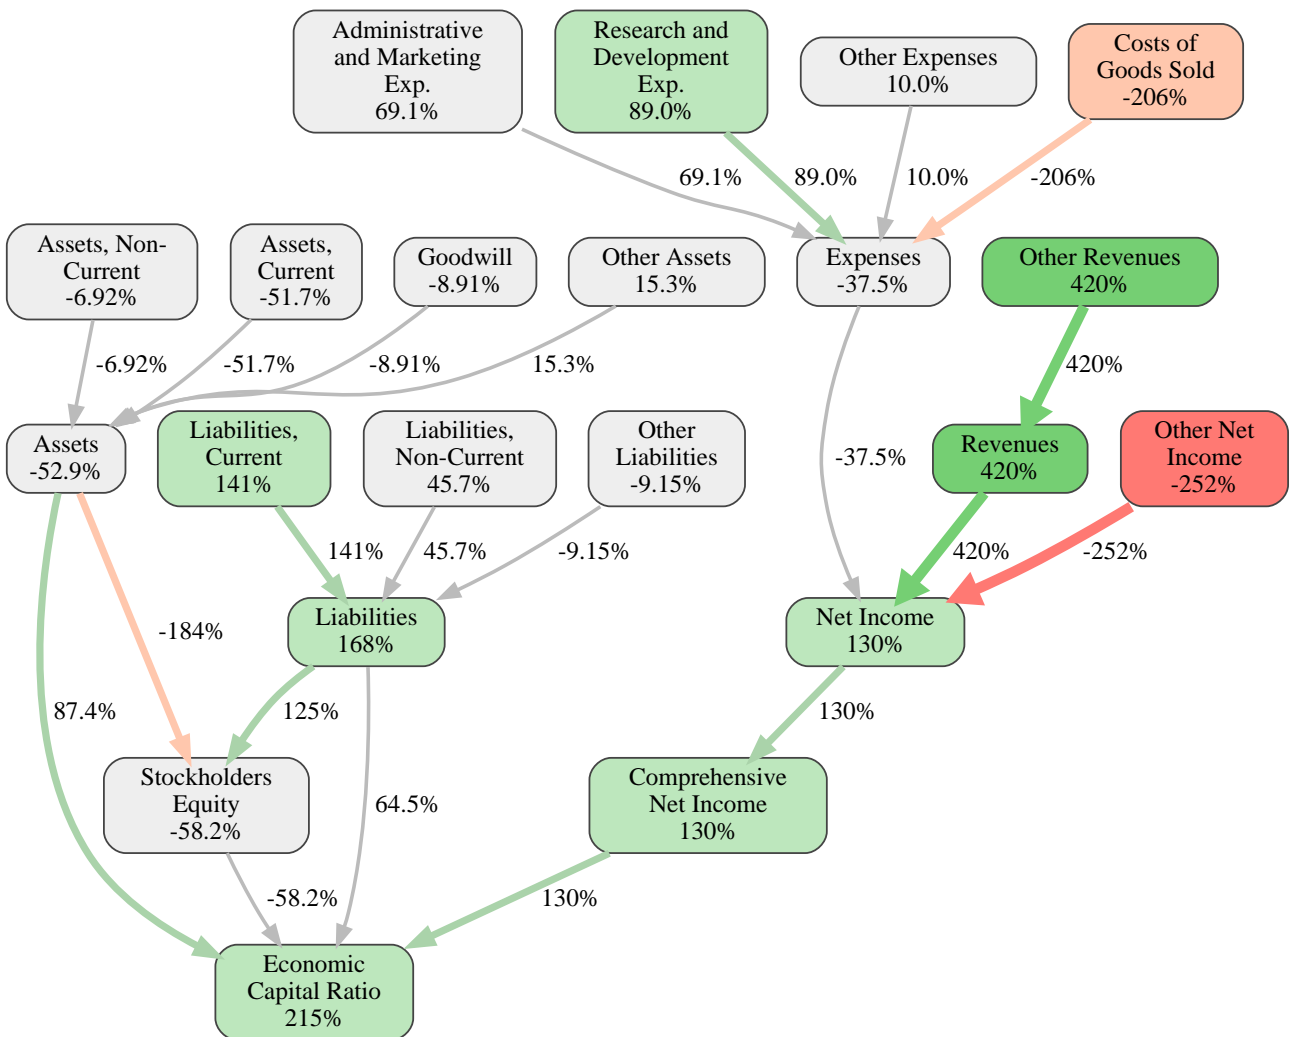 Administrative
and Marketing
Exp.
69.1%
Research and
Development
Exp.
89.0%
Other Expenses
10.0%
Costs of
Goods Sold
-206%
69.1%
89.0%
10.0%
-206%
Assets, Non-
Current
-6.92%
Assets,
Current
-51.7%
Goodwill
-8.91%
Other Assets
15.3%
Expenses
-37.5%
Other Revenues
420%
-6.92%
-51.7%
-8.91%
15.3%
420%
Assets
-52.9%
Liabilities,
Current
141%
Liabilities,
Non-Current
45.7%
Other
Liabilities
-9.15%
-37.5%
Revenues
420%
Other Net
Income
-252%
141%
45.7%
-9.15%
420%
-252%
Liabilities
168%
Net Income
130%
-184%
87.4%
125%
130%
Stockholders
Equity
-58.2%
64.5%
Comprehensive
Net Income
130%
-58.2%
130%
Economic
Capital Ratio
215%